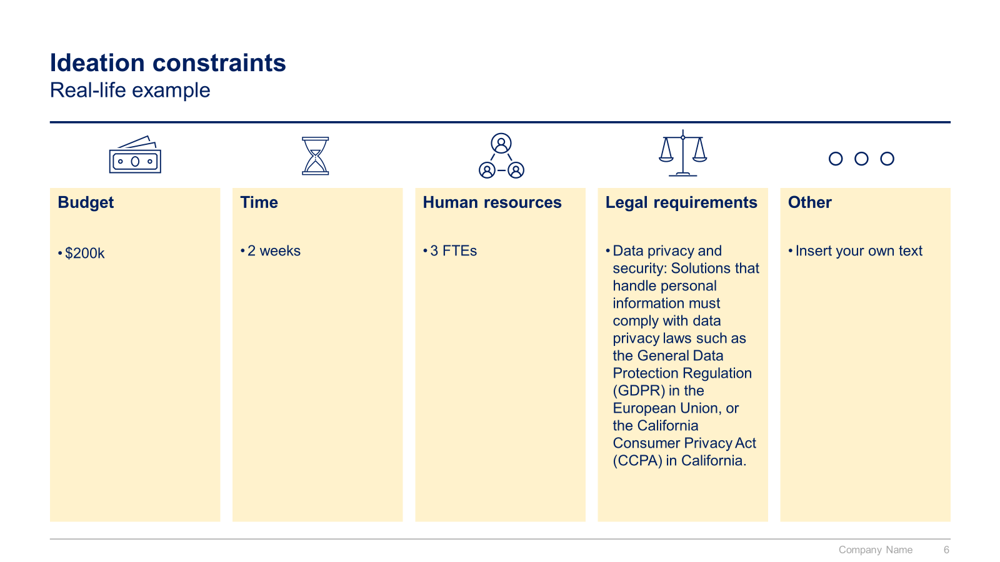 Ideation constraints
Real-life example
Budget
• $200k
Time
• 2 weeks
Human resources
• 3 FTEs
Legal requirements
• Data privacy and
security: Solutions that
handle personal
information must
comply with data
privacy laws such as
the General Data
Protection Regulation
(GDPR) in the
European Union, or
the California
Consumer Privacy Act
(CCPA) in California.
Other
• Insert your own text
Company Name 6